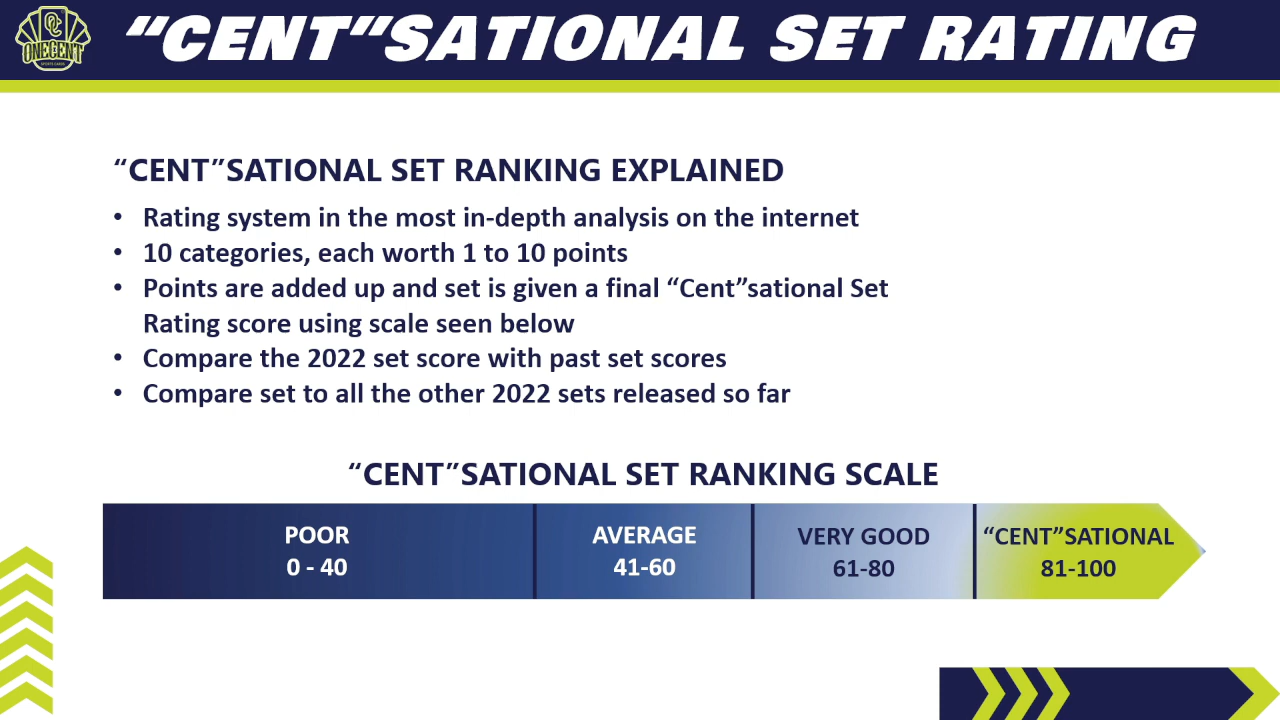 “CENT”SATIONAL SET RATING
OC
ONECENT
SPORTS CARDS
“CENT”SATIONAL SET RANKING EXPLAINED
• Rating system in the most in-depth analysis on the internet
• 10 categories, each worth 1 to 10 points
• Points are added up and set is given a final “Cent”sational Set
Rating score using scale seen below
• Compare the 2022 set score with past set scores
• Compare set to all the other 2022 sets released so far
“CENT”SATIONAL SET RANKING SCALE
POOR
0 - 40
AVERAGE
41-60
VERY GOOD
61-80
“CENT”SATIONAL
81-100